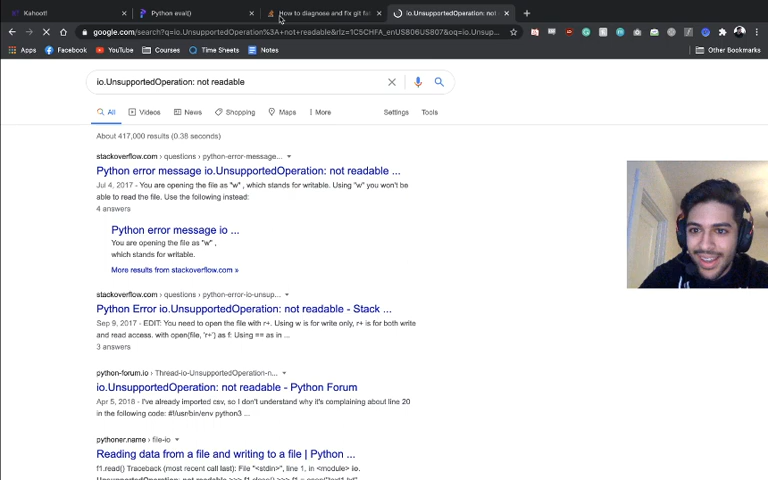 Kahoot!
Python eval()
How to diagnose and fix git fat
io.UnsupportedOperation: not
google.com/search?q=io.UnsupportedOperation%3A+not+readable&rlz=1C5CHFA_enUS806US807&oq=io.Unsup...
Apps
Facebook
YouTube
Courses
Time Sheets
Notes
Other Bookmarks
io.UnsupportedOperation: not readable
All
Videos
News
Shopping
Maps
More
Settings
Tools
About 417,000 results (0.38 seconds)
stackoverflow.com › questions › python-error-message...
Python error message io.UnsupportedOperation: not readable ...
Jul 4, 2017 - You are opening the file as "w" , which stands for writable. Using "w" you won't be
able to read the file. Use the following instead:
4 answers
Python error message io ...
You are opening the file as "w" ,
which stands for writable.
More results from stackoverflow.com »
stackoverflow.com › questions › python-error-io-unsup...
Python Error io.UnsupportedOperation: not readable - Stack ...
Sep 9, 2017 - EDIT: You need to open the file with r+. Using w is for write only, r+ is for both write
and read access. with open(file, 'r+') as f: Using == as in ...
3 answers
python-forum.io › Thread-io-UnsupportedOperation-n...
io.UnsupportedOperation: not readable - Python Forum
Apr 5, 2018 - I've already imported csv, so I don't understand why it's complaining about line 20
in the following code: #!/usr/bin/env python3 ...
pythoner.name › file-io
Reading data from a file and writing to a file | Python ...
f1.read() Traceback (most recent call last): File "<stdin>", line 1, in <module> io.
UnsupportedOperation: not readable >>> f1.close() >>> f1 = open("text1.txt"